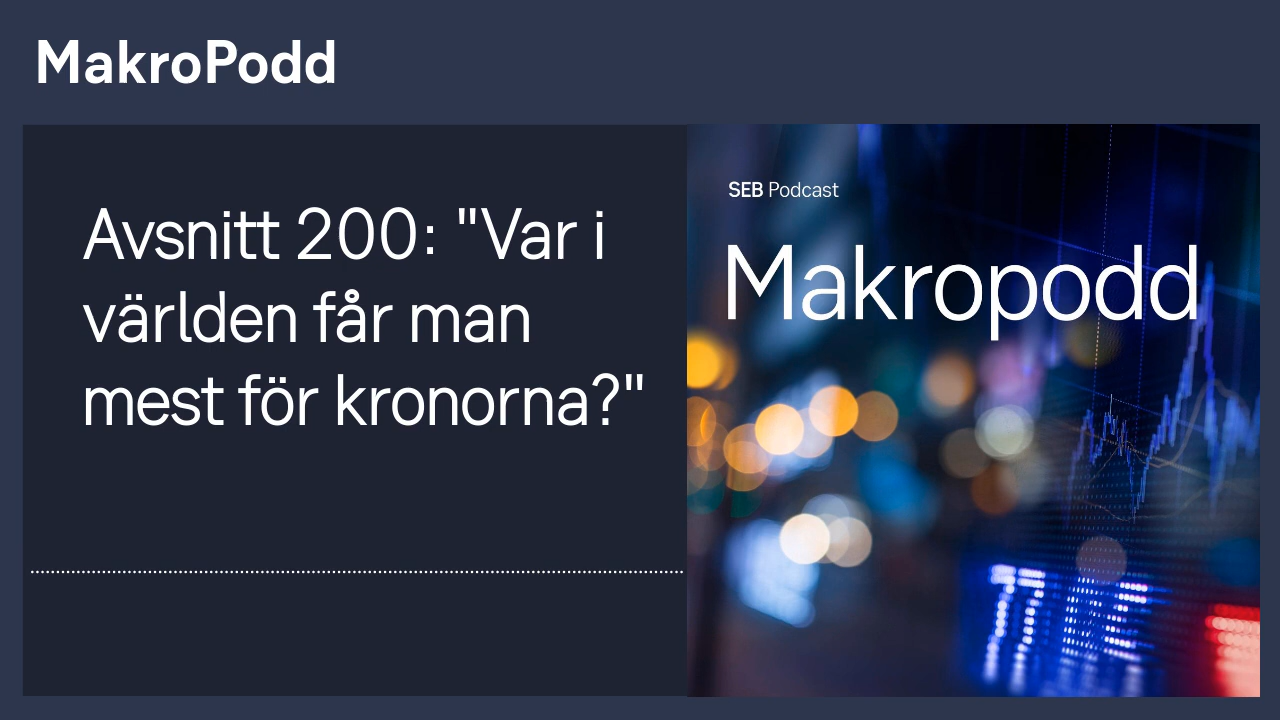 MakroPodd
Avsnitt 200: "Var i
världen får man
mest för kronorna?"
SEB Podcast
Makropodd